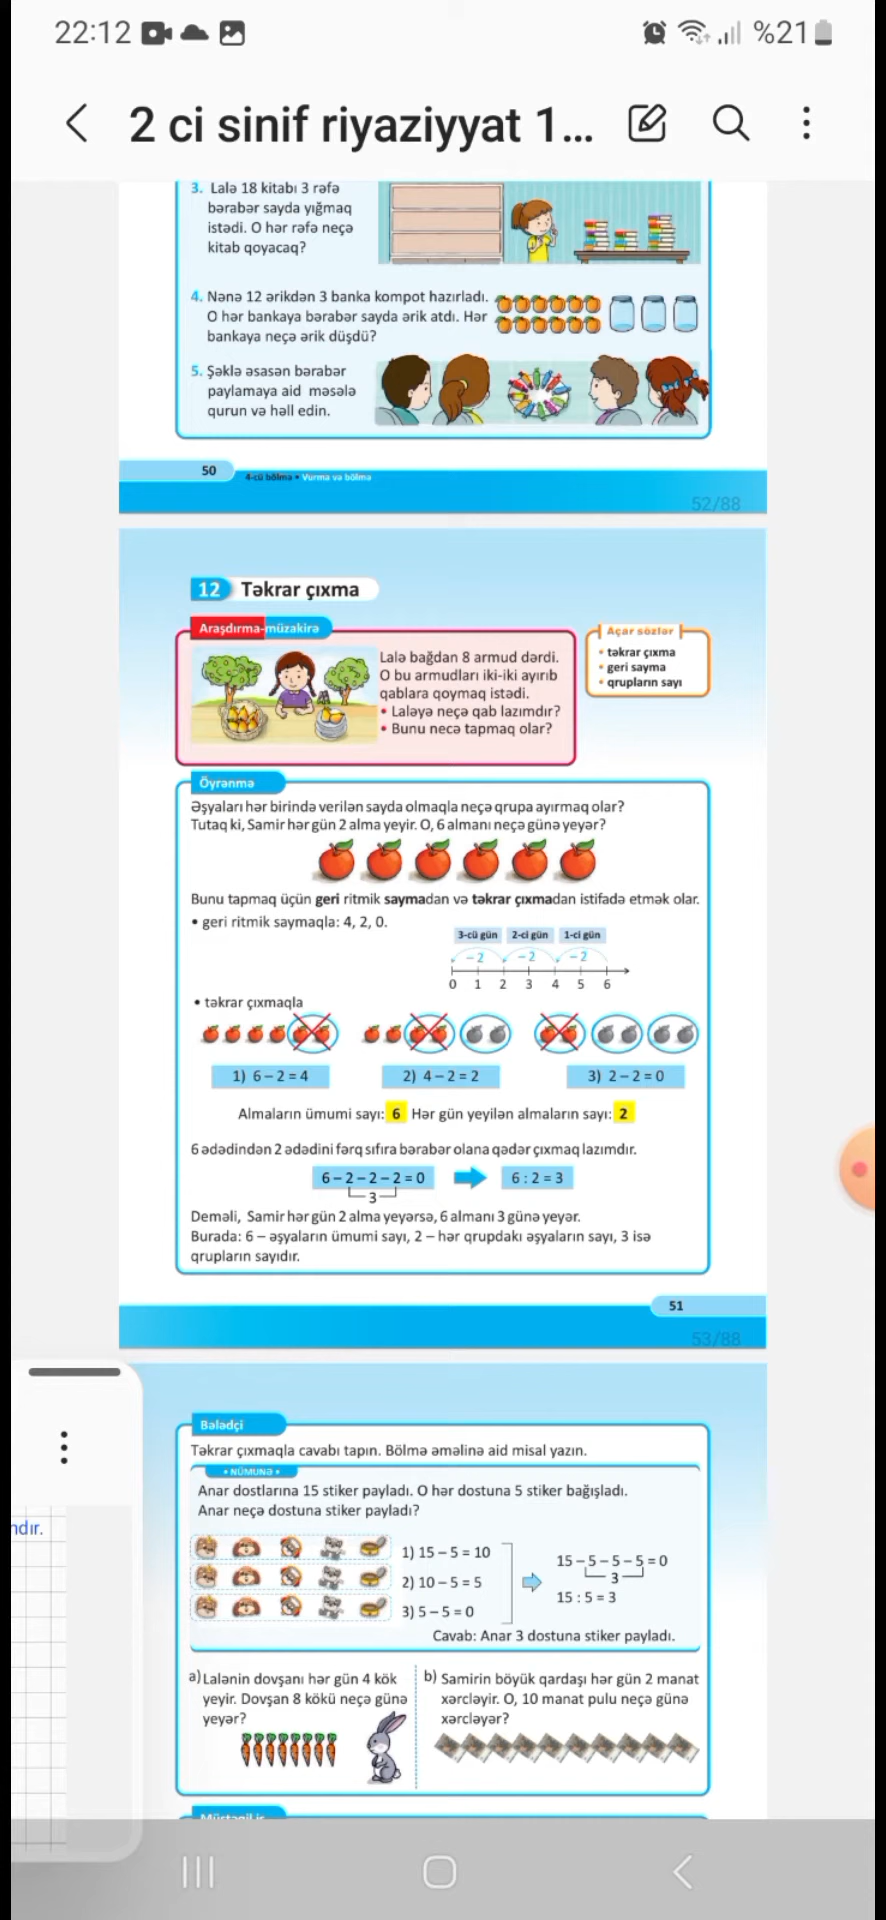 22:12
%21
2 ci sinif riyaziyyat 1...
3. Lalə 18 kitabı 3 rəfə
bərabər sayda yığmaq
istədi. O hər rəfə neçə
kitab qoyacaq?
4. Nənə 12 ərikdən 3 banka kompot hazırladı.
O hər bankaya bərabər sayda ərik atdı. Hər
bankaya neçə ərik düşdü?
5. Şəklə əsasən bərabər
paylamaya aid məsələ
qurun və həll edin.
50
4-cü bölmə • Vurma və bölmə
52/88
12 Təkrar çıxma
Araşdırma-müzakirə
Lalə bağdan 8 armud dərdi.
O bu armudları iki-iki ayırıb
qablara qoymaq istədi.
• Laləyə neçə qab lazımdır?
• Bunu necə tapmaq olar?
Açar sözlər
• təkrar çıxma
• geri sayma
• qrupların sayı
Öyrənmə
Əşyaları hər birində verilən sayda olmaqla neçə qrupa ayırmaq olar?
Tutaq ki, Samir hər gün 2 alma yeyir. O, 6 almanı neçə günə yeyər?
Bunu tapmaq üçün geri ritmik saymadan və təkrar çıxmadan istifadə etmək olar.
• geri ritmik saymaqla: 4, 2, 0.
3-cü gün 2-ci gün 1-ci gün
– 2 – 2 – 2
0 1 2 3 4 5 6
• təkrar çıxmaqla
1) 6 – 2 = 4 2) 4 – 2 = 2 3) 2 – 2 = 0
Almaların ümumi sayı: 6 Hər gün yeyilən almaların sayı: 2
6 ədədindən 2 ədədini fərq sıfıra bərabər olana qədər çıxmaq lazımdır.
6 – 2 – 2 – 2 = 0 6 : 2 = 3
3
Deməli, Samir hər gün 2 alma yeyərsə, 6 almanı 3 günə yeyər.
Burada: 6 – əşyaların ümumi sayı, 2 – hər qrupdakı əşyaların sayı, 3 isə
qrupların sayıdır.
51
53/88
Bələdçi
Təkrar çıxmaqla cavabı tapın. Bölmə əməlinə aid misal yazın.
• NÜMUNƏ •
Anar dostlarına 15 stiker payladı. O hər dostuna 5 stiker bağışladı.
Anar neçə dostuna stiker payladı?
1) 15 – 5 = 10
2) 10 – 5 = 5
3) 5 – 5 = 0
15 – 5 – 5 – 5 = 0
3
15 : 5 = 3
Cavab: Anar 3 dostuna stiker payladı.
a) Lalənin dovşanı hər gün 4 kök
yeyir. Dovşan 8 kökü neçə günə
yeyər?
b) Samirin böyük qardaşı hər gün 2 manat
xərcləyir. O, 10 manat pulu neçə günə
xərcləyər?
ndır.